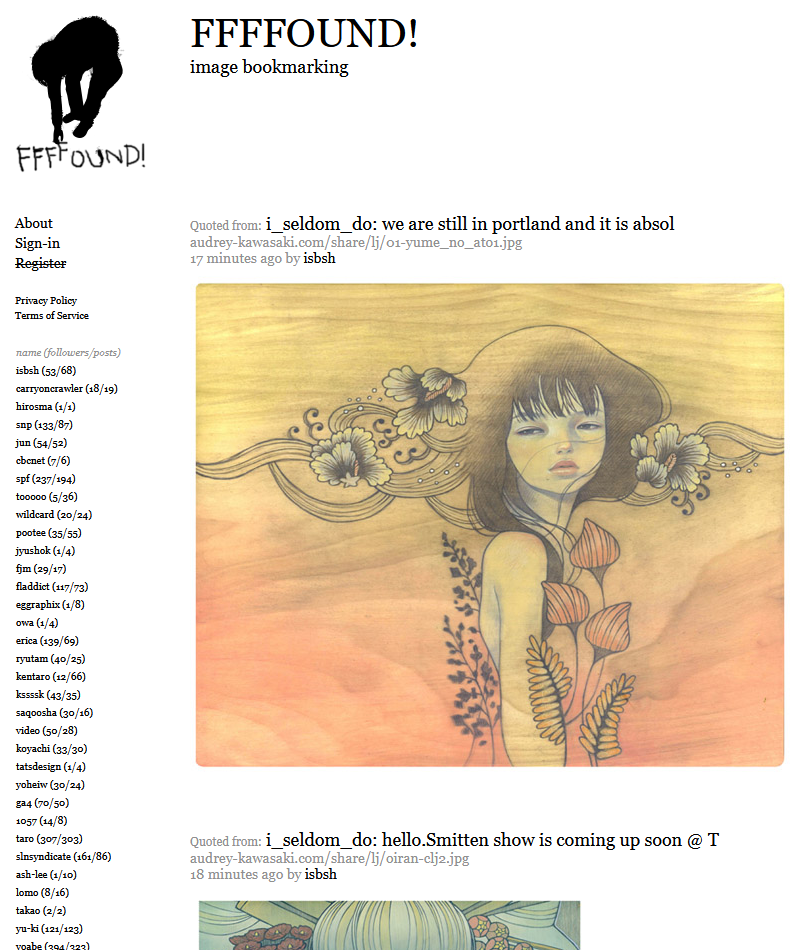 FFFFOUND!
FFFFOUND!
image bookmarking
About
Sign-in
Register
Privacy Policy
Terms of Service
name (followers/posts)
isbsh (53/68)
carryoncrawler (18/19)
hirosma (1/1)
snp (133/87)
jun (54/52)
cbcnet (7/6)
spf (237/194)
tooooo (5/36)
wildcard (20/24)
pootee (35/55)
jyushok (1/4)
fjm (29/17)
fladdict (117/73)
eggraphix (1/8)
owa (1/4)
erica (139/69)
ryutam (40/25)
kentaro (12/66)
kssssk (43/35)
saqoosha (30/16)
video (50/28)
koyachi (33/30)
tatsdesign (1/4)
yoheiw (30/24)
ga4 (70/50)
1057 (14/8)
taro (307/303)
slnsyndicate (161/86)
ash-lee (1/10)
lomo (8/16)
takao (2/2)
yu-ki (121/123)
yoabe (394/323)
Quoted from: i_seldom_do: we are still in portland and it is absol
audrey-kawasaki.com/share/lj/01-yume_no_ato1.jpg
17 minutes ago by isbsh
Quoted from: i_seldom_do: hello.Smitten show is coming up soon @ T
audrey-kawasaki.com/share/lj/oiran-clj2.jpg
18 minutes ago by isbsh